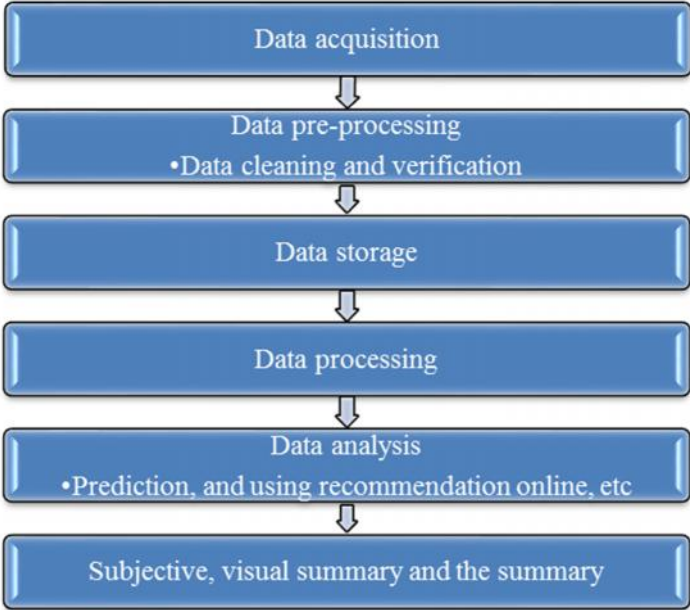 Data acquisition
Data pre-processing
•Data cleaning and verification
Data storage
Data processing
Data analysis
•Prediction, and using recommendation online, etc
Subjective, visual summary and the summary